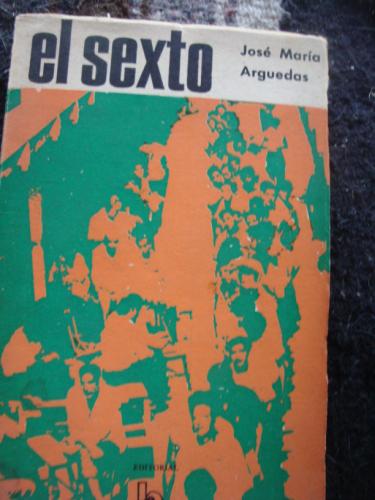 el sexto
José María
Arguedas
EDITORIAL